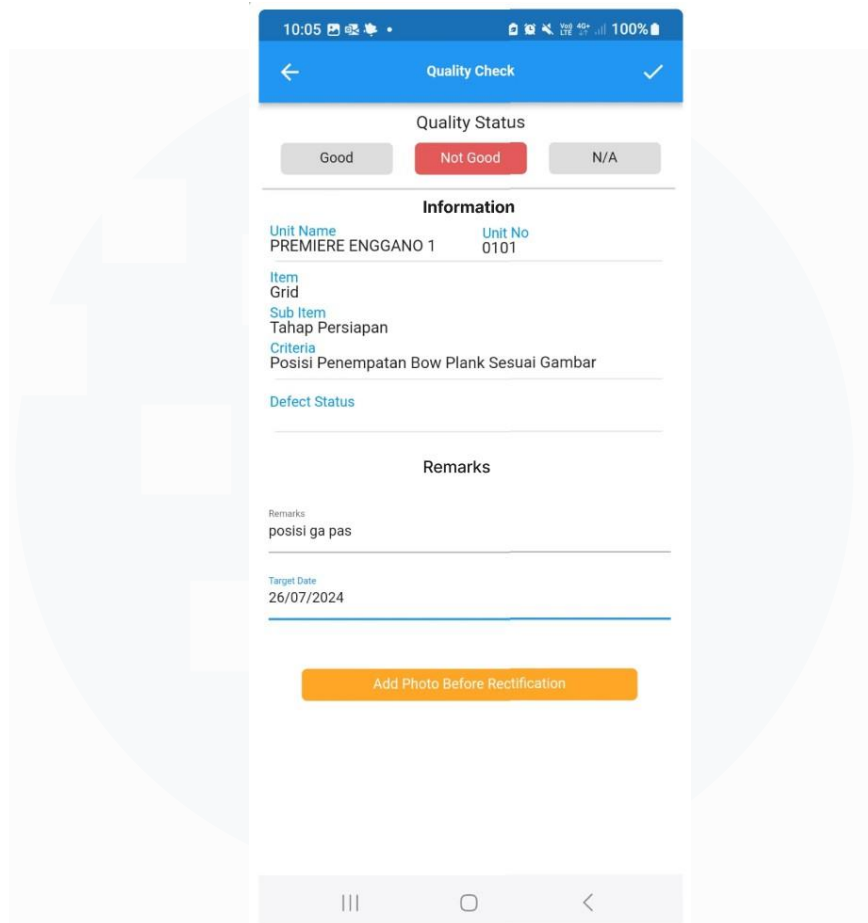 10:05 100%
Quality Check
Quality Status
Good Not Good N/A
Information
Unit Name Unit No
PREMIERE ENGGANO 1 0101
Item
Grid
Sub Item
Tahap Persiapan
Criteria
Posisi Penempatan Bow Plank Sesuai Gambar
Defect Status
Remarks
Remarks
posisi ga pas
Target Date
26/07/2024
Add Photo Before Rectification